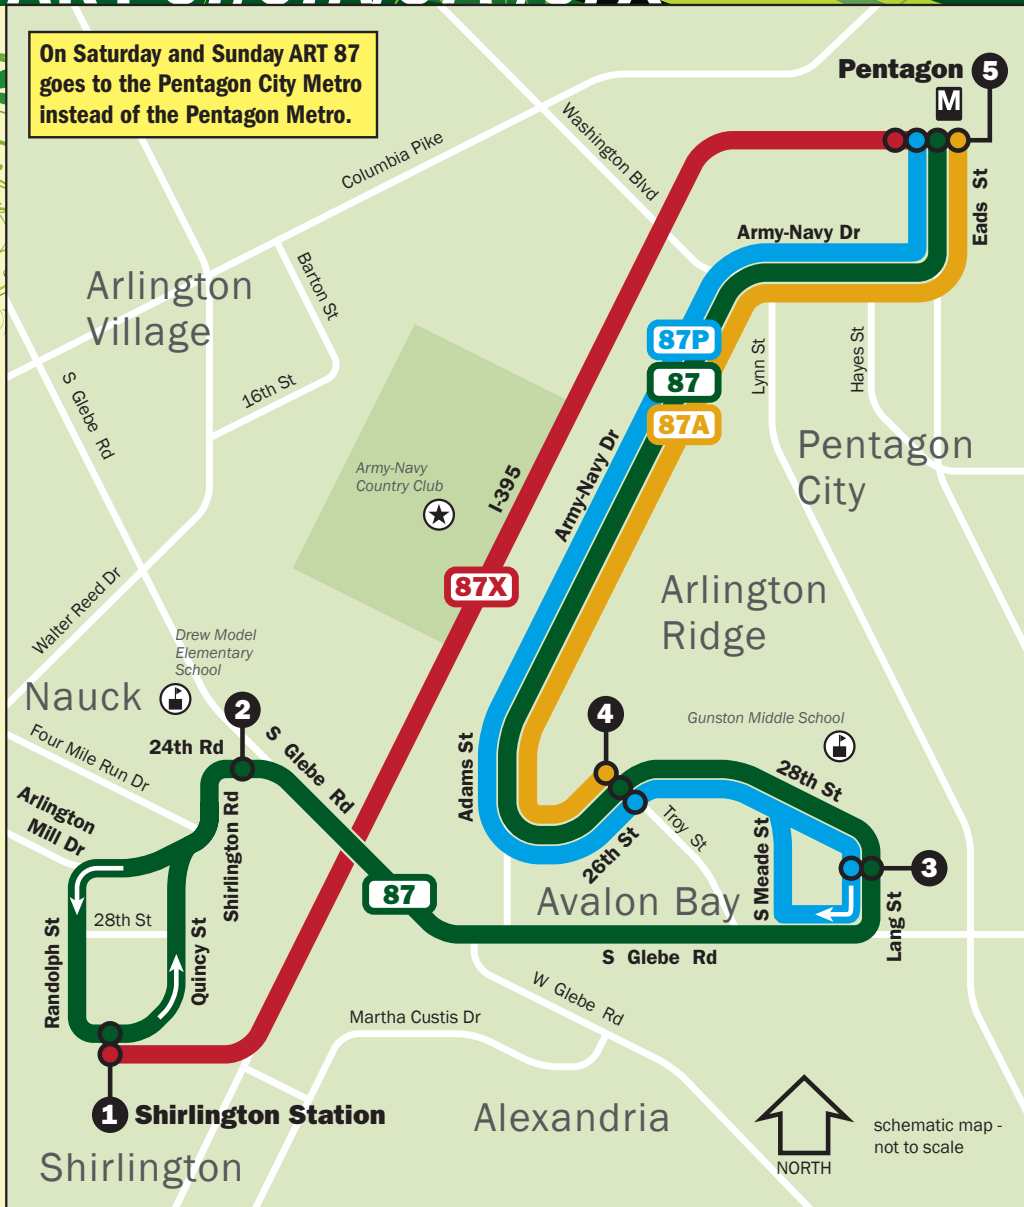 On Saturday and Sunday ART 87
goes to the Pentagon City Metro
instead of the Pentagon Metro.
Pentagon 5
M
Columbia Pike
Washington Blvd
Eads St
Army-Navy Dr
Barton St
Arlington
Village
87P
87
87A
Lynn St
Hayes St
S Glebe Rd
16th St
Pentagon
City
Army-Navy
Country Club
I-395
Army-Navy Dr
87X
Arlington
Ridge
Walter Reed Dr
Drew Model
Elementary
School
Nauck
2
4
Gunston Middle School
24th Rd
S Glebe Rd
Four Mile Run Dr
Adams St
28th St
Arlington
Mill Dr
Shirlington Rd
26th St
Troy St
S Meade St
3
87
Avalon Bay
28th St
Randolph St
Quincy St
Lang St
S Glebe Rd
W Glebe Rd
Martha Custis Dr
1 Shirlington Station
Alexandria
Shirlington
NORTH
schematic map -
not to scale